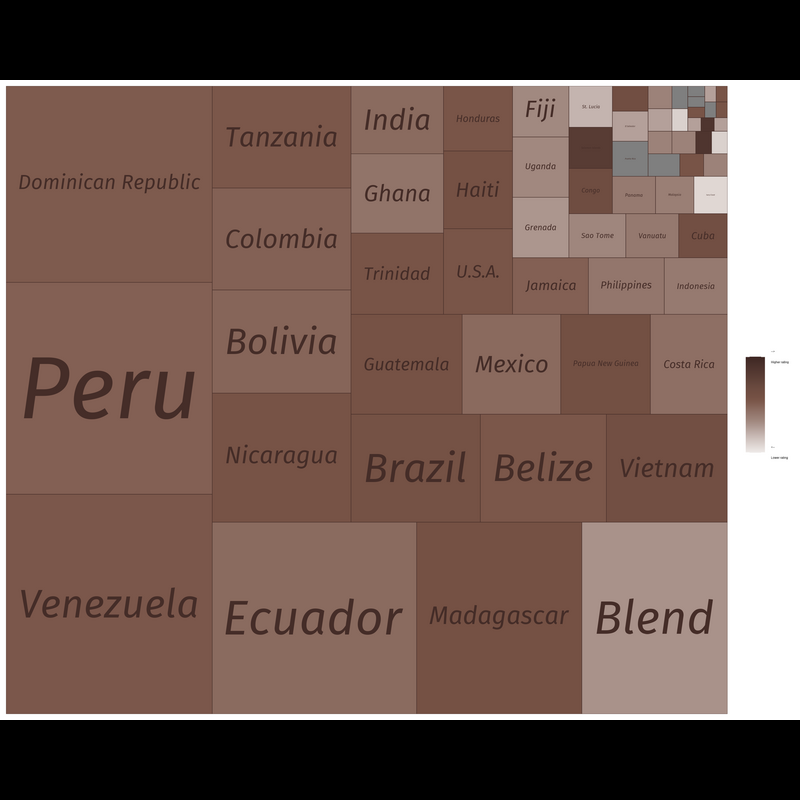 Dominican Republic
Peru
Venezuela
Tanzania
Colombia
Bolivia
Nicaragua
India
Ghana
Trinidad
Honduras
Haiti
U.S.A.
Fiji
Uganda
Grenada
St. Lucia
Congo
Sao Tome
Vanuatu
Cuba
Panama
Jamaica
Philippines
Indonesia
Guatemala
Mexico
Papua New Guinea
Costa Rica
Brazil
Belize
Vietnam
Ecuador
Madagascar
Blend
Higher rating
Lower rating